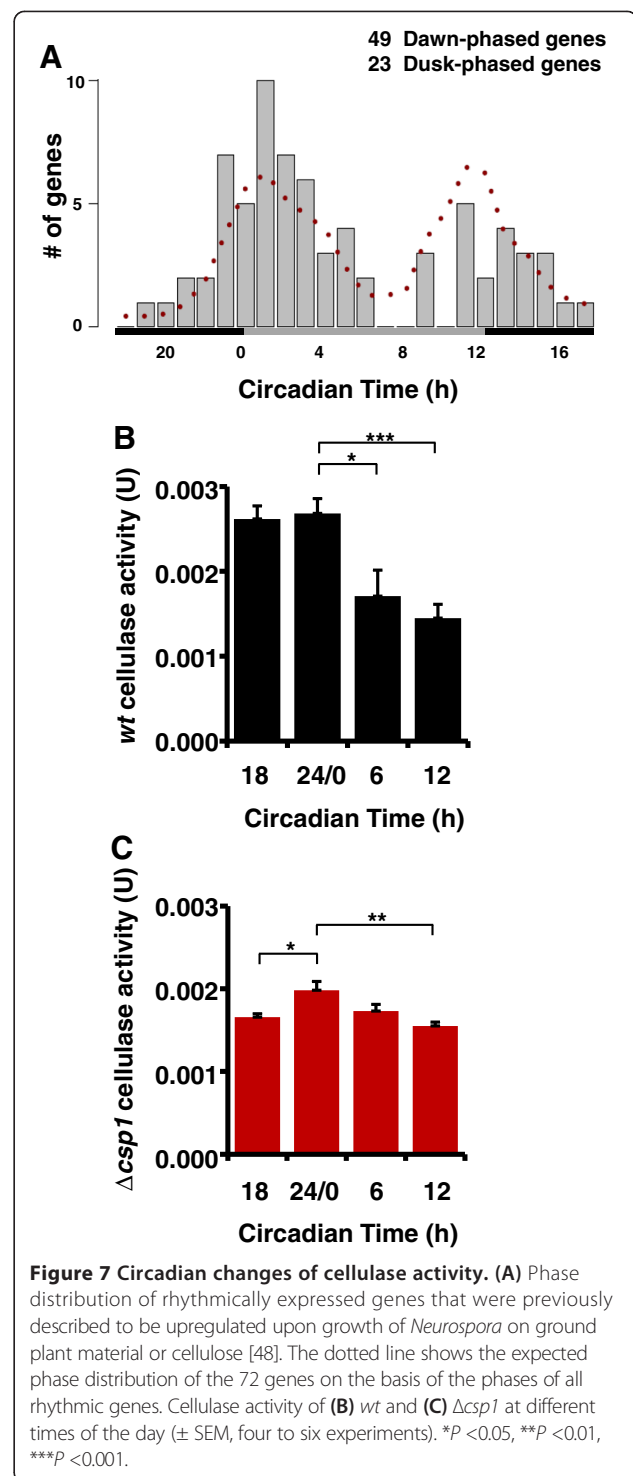 A
49 Dawn-phased genes
23 Dusk-phased genes
# of genes
10
5
0
20 0 4 8 12 16
Circadian Time (h)
B
wt cellulase activity (U)
*** 
*
0.003
0.002
0.001
0.000
18 24/0 6 12
Circadian Time (h)
C
Δcsp1 cellulase activity (U)
**
*
0.003
0.002
0.001
0.000
18 24/0 6 12
Circadian Time (h)
Figure 7 Circadian changes of cellulase activity. (A) Phase
distribution of rhythmically expressed genes that were previously
described to be upregulated upon growth of Neurospora on ground
plant material or cellulose [48]. The dotted line shows the expected
phase distribution of the 72 genes on the basis of the phases of all
rhythmic genes. Cellulase activity of (B) wt and (C) Δcsp1 at different
times of the day (± SEM, four to six experiments). *P <0.05, **P <0.01,
***P <0.001.